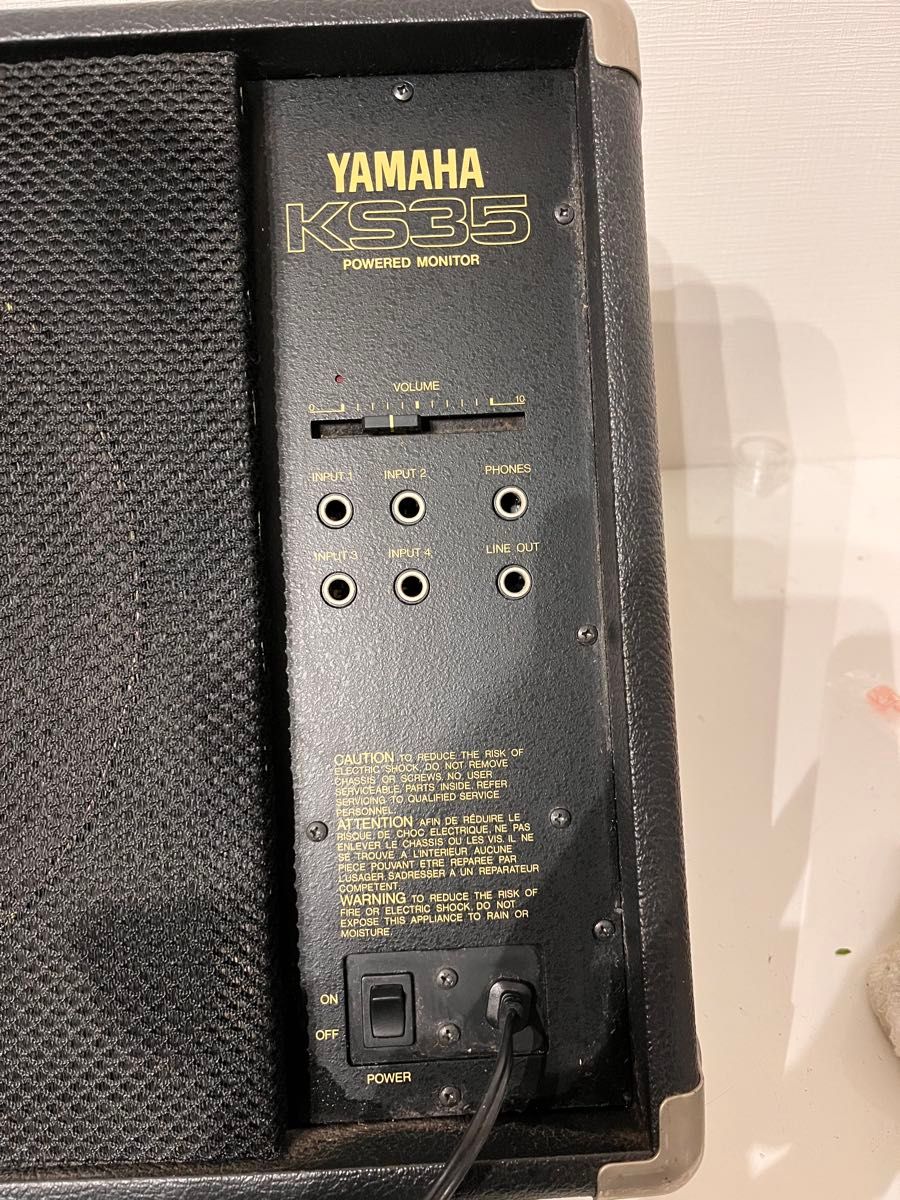 YAMAHA
KS35
POWERED MONITOR
VOLUME
0 10
INPUT 1 INPUT 2 PHONES
INPUT 3 INPUT 4 LINE OUT
CAUTION TO REDUCE THE RISK OF
ELECTRIC SHOCK, DO NOT REMOVE
CHASSIS OR SCREWS. NO USER
SERVICEABLE PARTS INSIDE. REFER
SERVICING TO QUALIFIED SERVICE
PERSONNEL.
ATTENTION AFIN DE RÉDUIRE LE
RISQUE DE CHOC ELECTRIQUE, NE PAS
ENLEVER LE CHASSIS OU LES VIS. IL NE
SE TROUVE A L'INTERIEUR AUCUNE
PIECE POUVANT ETRE REPAREE PAR
L'USAGER. SADRESSER A UN REPARATEUR
COMPETENT.
WARNING TO REDUCE THE RISK OF
FIRE OR ELECTRIC SHOCK, DO NOT
EXPOSE THIS APPLIANCE TO RAIN OR
MOISTURE.
ON
OFF
POWER